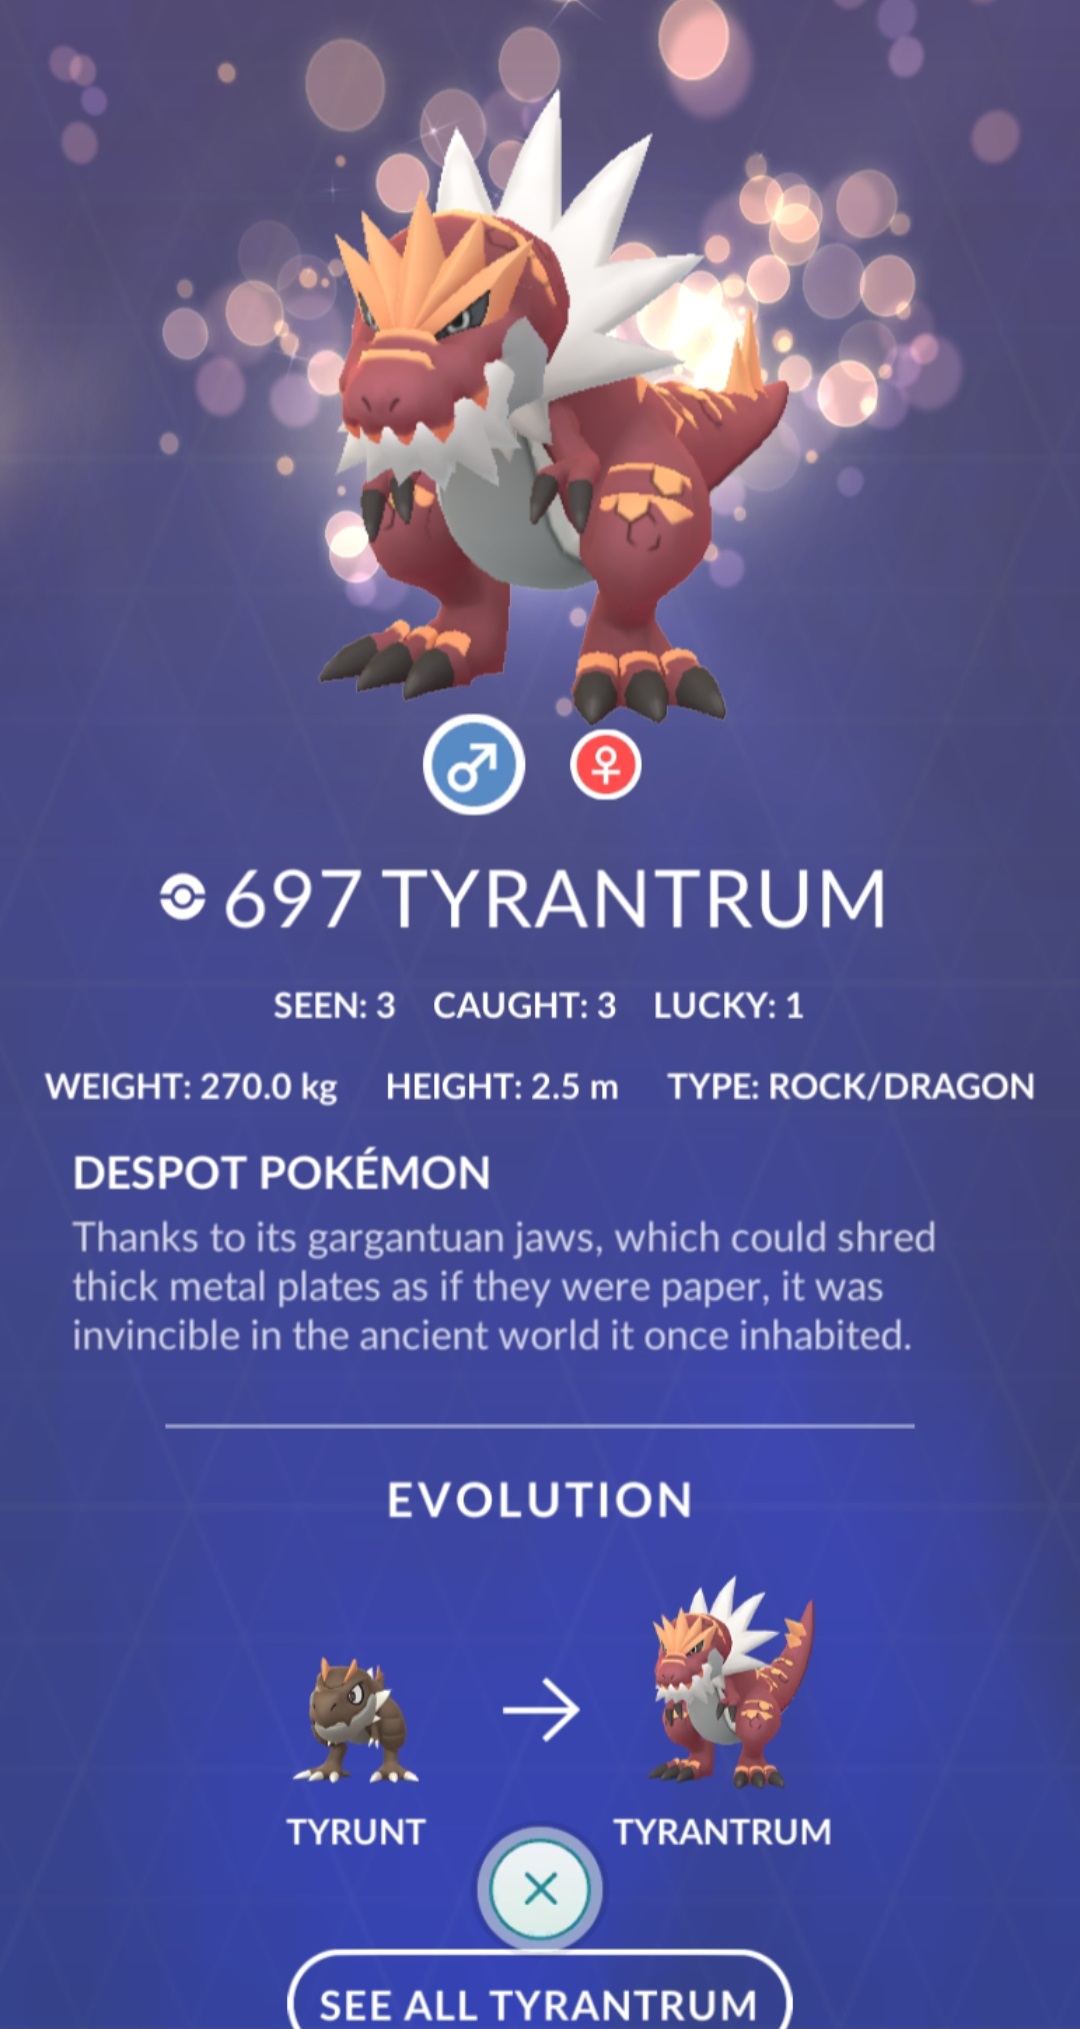 697 TYRANTRUM
SEEN: 3 CAUGHT: 3 LUCKY: 1
WEIGHT: 270.0 kg HEIGHT: 2.5 m TYPE: ROCK/DRAGON
DESPOT POKÉMON
Thanks to its gargantuan jaws, which could shred
thick metal plates as if they were paper, it was
invincible in the ancient world it once inhabited.
EVOLUTION
TYRUNT TYRANTRUM
SEE ALL TYRANTRUM